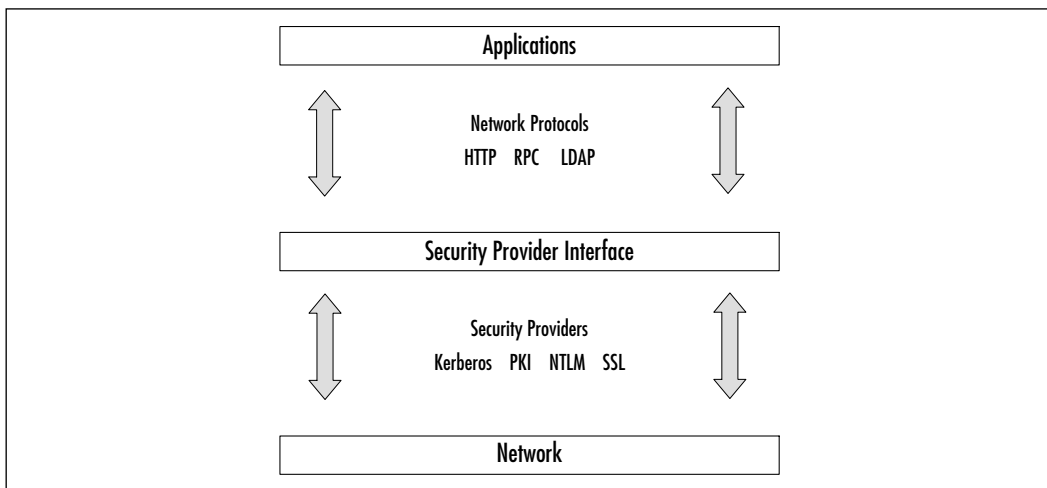 Applications
Network Protocols
HTTP RPC LDAP
Security Provider Interface
Security Providers
Kerberos PKI NTLM SSL
Network